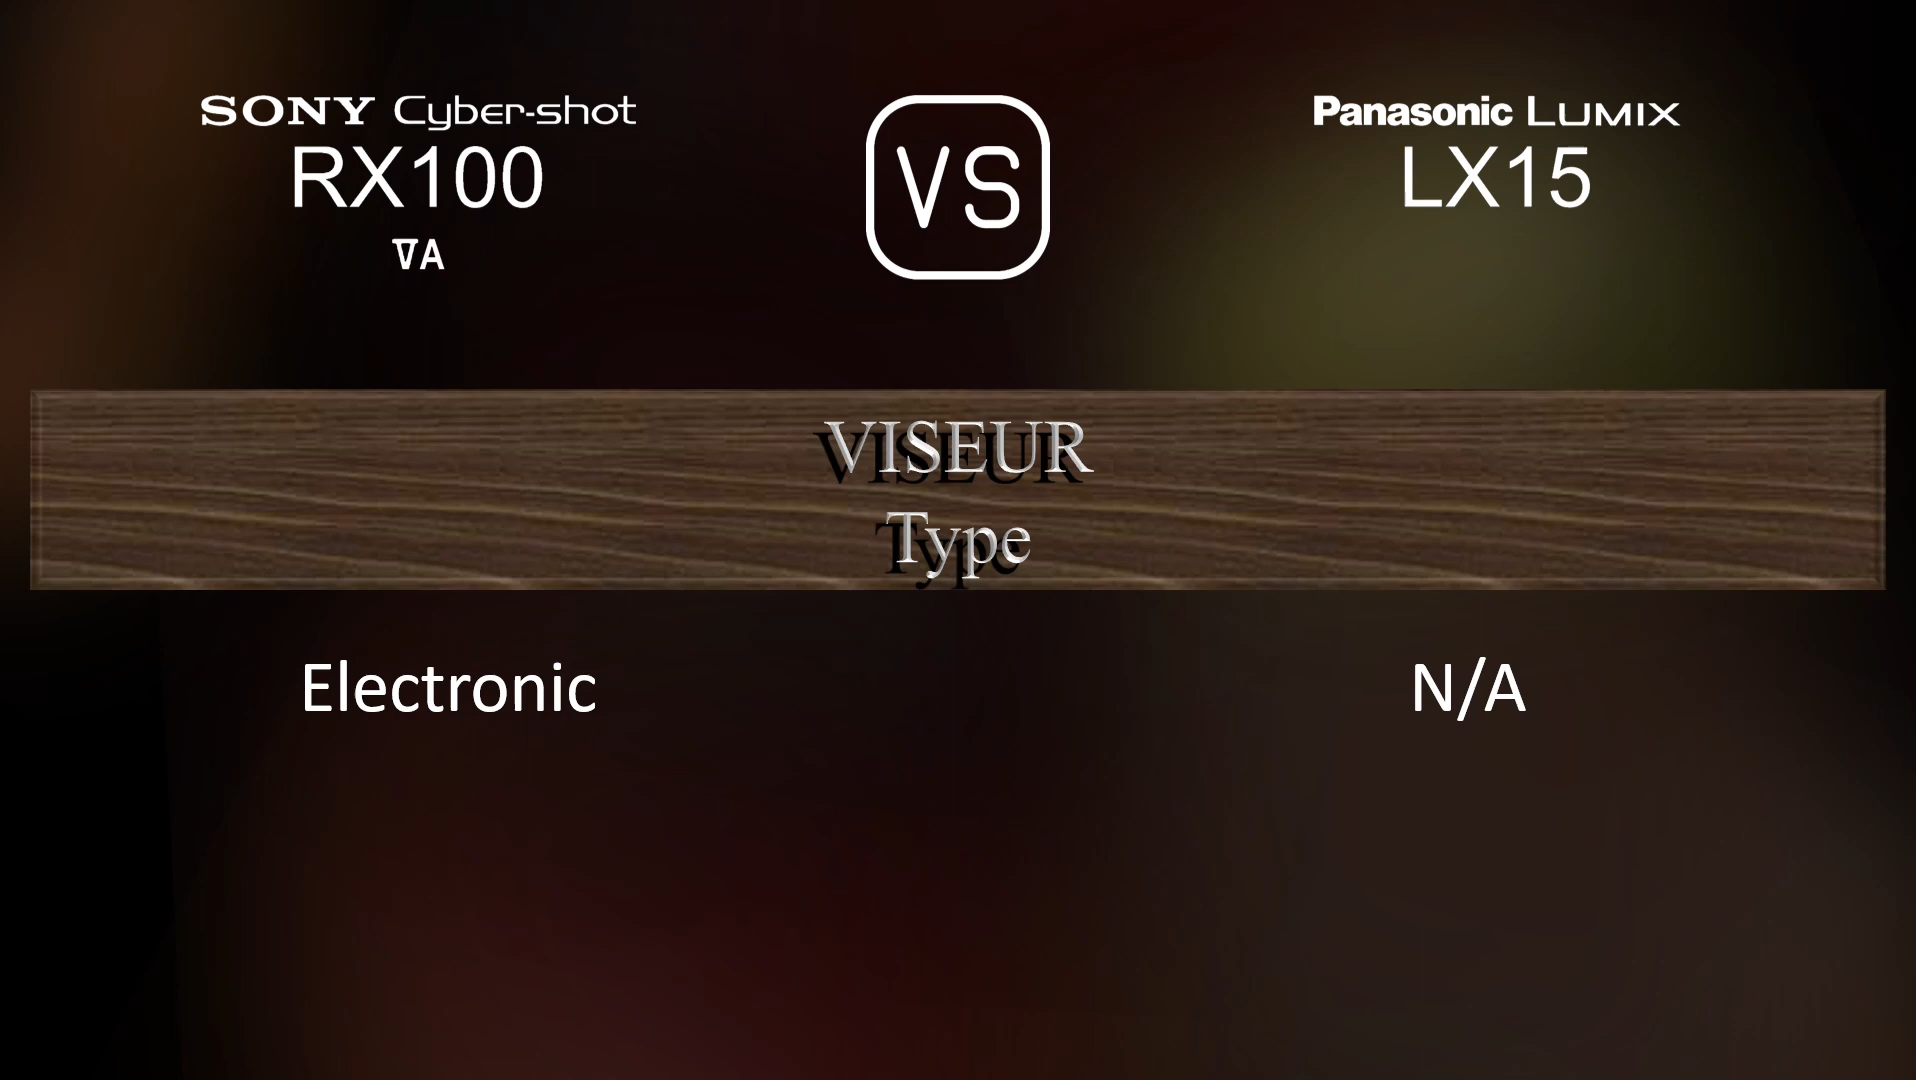 SONY Cyber-shot
RX100
VA
VS
Panasonic LUMIX
LX15
VISEUR
Type
Electronic
N/A